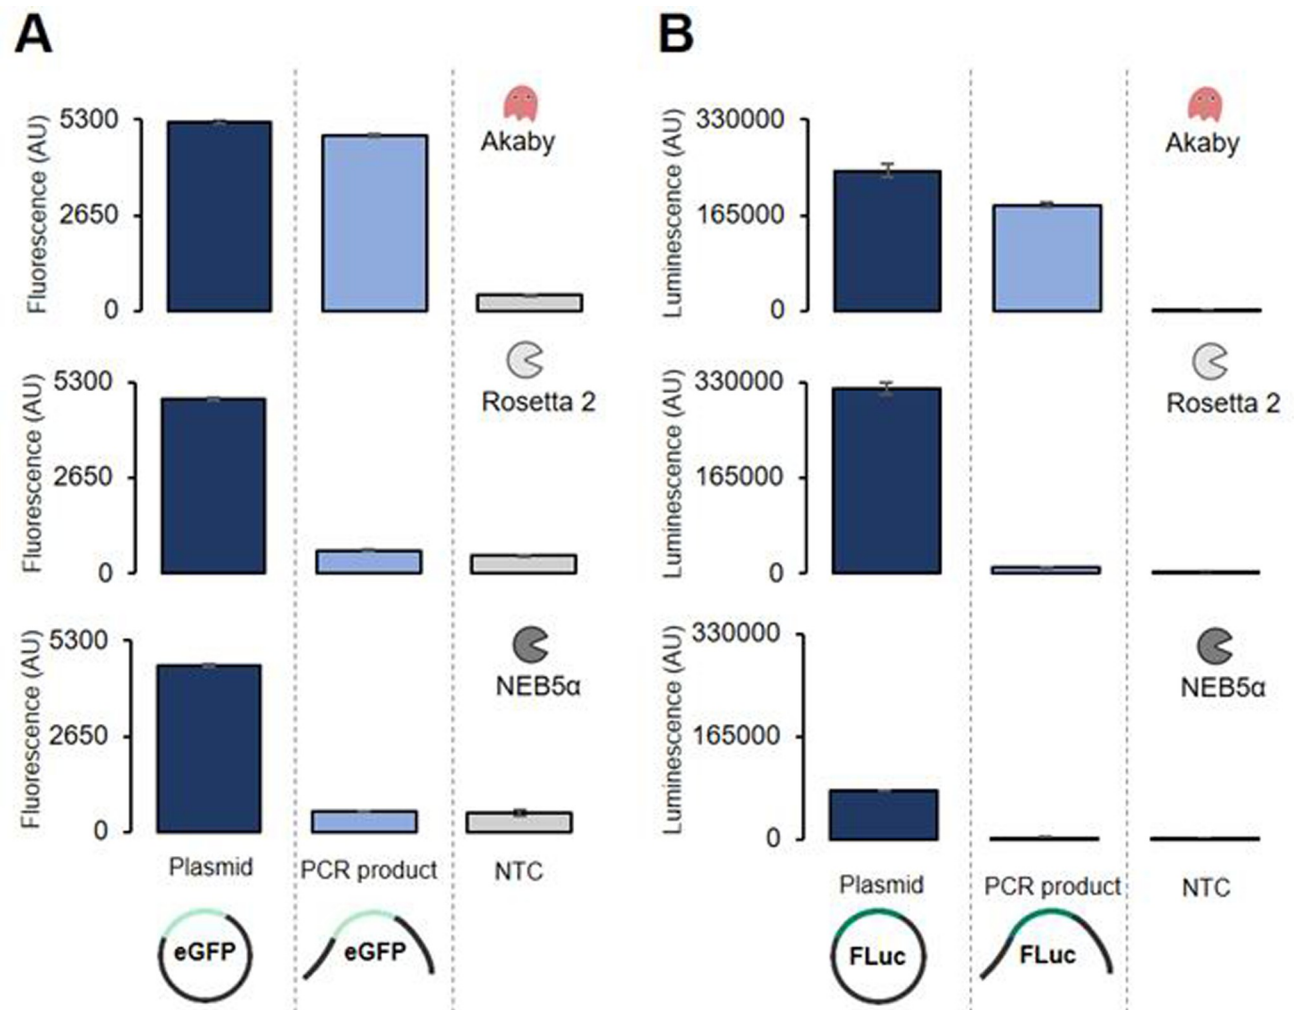 A
Fluorescence (AU)
5300
2650
0
Akaby
Fluorescence (AU)
5300
2650
0
Rosetta 2
Fluorescence (AU)
5300
2650
0
NEB5α
Plasmid
PCR product
NTC
eGFP
eGFP
B
Luminescence (AU)
330000
165000
0
Akaby
Luminescence (AU)
330000
165000
0
Rosetta 2
Luminescence (AU)
330000
165000
0
NEB5α
Plasmid
PCR product
NTC
FLuc
FLuc